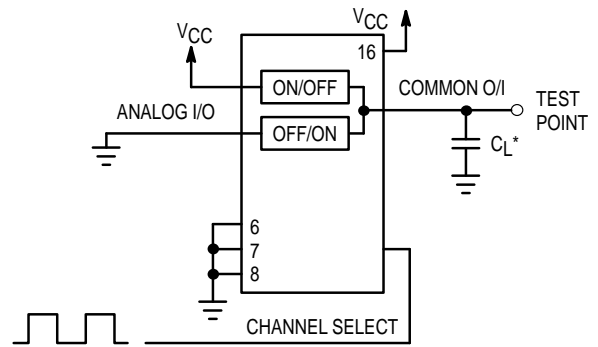 VCC
VCC
16
ON/OFF
COMMON O/I
TEST
POINT
ANALOG I/O
OFF/ON
CL*
6
7
8
CHANNEL SELECT